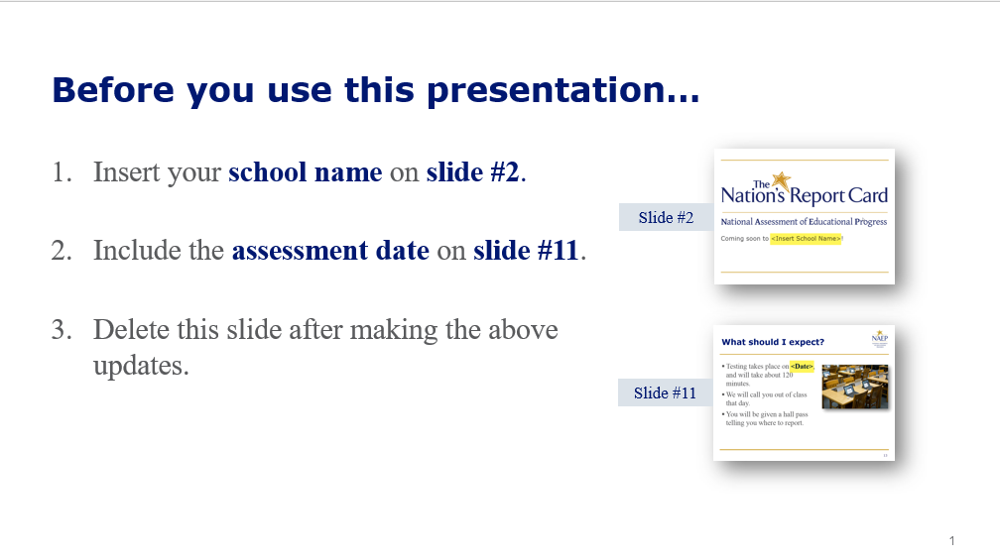 Before you use this presentation…
1. Insert your school name on slide #2.
2. Include the assessment date on slide #11.
3. Delete this slide after making the above
updates.
Slide #2
The
Nation's Report Card
National Assessment of Educational Progress
Coming soon to <Insert School Name>!
Slide #11
What should I expect?
NAEP
▪ Testing takes place on <Date>
and will take about 120
minutes.
▪ We will call you out of class
that day.
▪ You will be given a hall pass
telling you where to report.
1